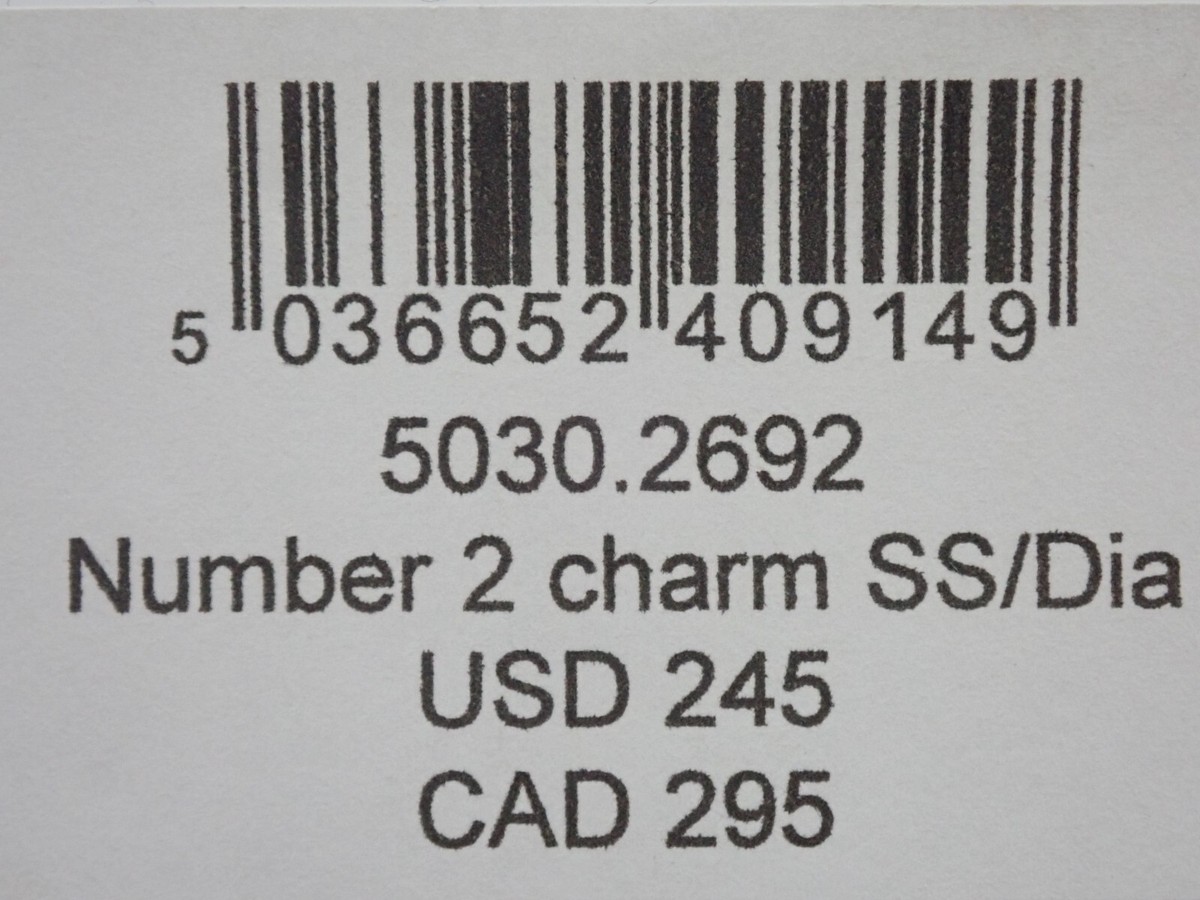 5 036652 409149
5030.2692
Number 2 charm SS/Dia
USD 245
CAD 295